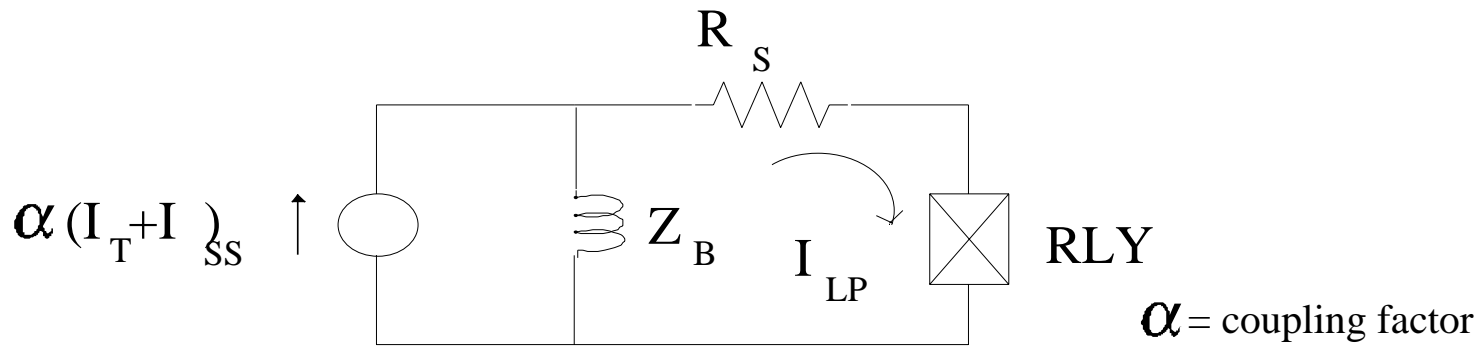 R S
α (I T +I ) SS
Z B
I LP
RLY
α = coupling factor